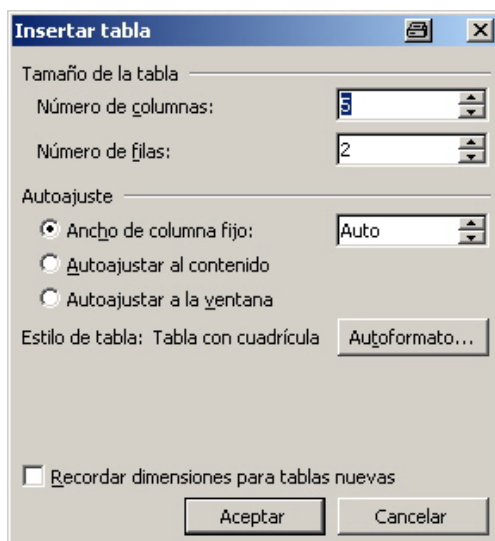 Insertar tabla
Tamaño de la tabla
Número de columnas: 5
Número de filas: 2
Autoajuste
Ancho de columna fijo: Auto
Autoajustar al contenido
Autoajustar a la ventana
Estilo de tabla: Tabla con cuadrícula Autoformato...
Recordar dimensiones para tablas nuevas
Aceptar Cancelar